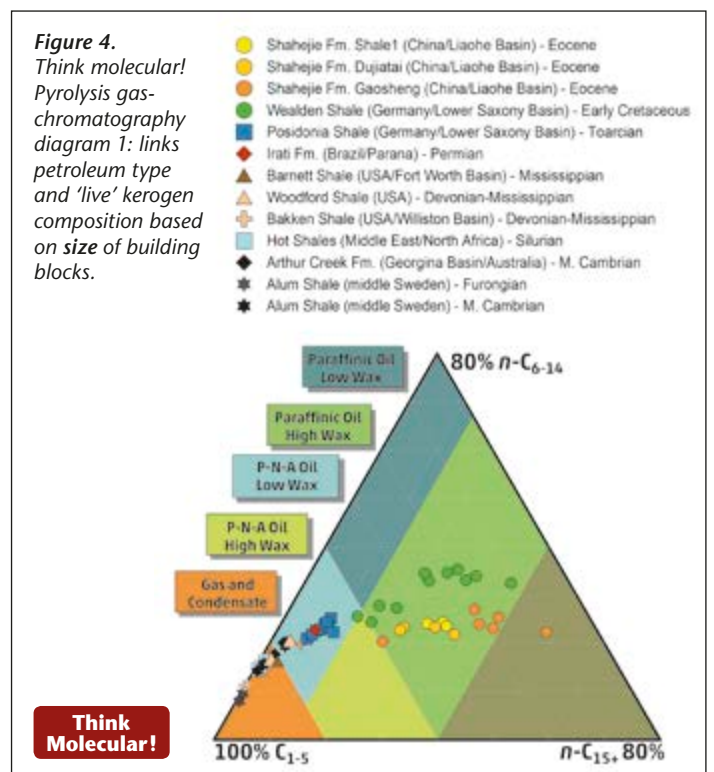 Figure 4.
Think molecular!
Pyrolysis gas-
chromatography
diagram 1: links
petroleum type
and ‘live’ kerogen
composition based
on size of building
blocks.
Shahejie Fm. Shale1 (China/Liaohe Basin) - Eocene
Shahejie Fm. Dujiatai (China/Liaohe Basin) - Eocene
Shahejie Fm. Gaosheng (China/Liaohe Basin) - Eocene
Wealden Shale (Germany/Lower Saxony Basin) - Early Cretaceous
Posidonia Shale (Germany/Lower Saxony Basin) - Toarcian
Irati Fm. (Brazil/Parana) - Permian
Barnett Shale (USA/Fort Worth Basin) - Mississippian
Woodford Shale (USA) - Devonian-Mississippian
Bakken Shale (USA/Williston Basin) - Devonian-Mississippian
Hot Shales (Middle East/North Africa) - Silurian
Arthur Creek Fm. (Georgina Basin/Australia) - M. Cambrian
Alum Shale (middle Sweden) - Furongian
Alum Shale (middle Sweden) - M. Cambrian
80% n-C6-14
Paraffinic Oil
Low Wax
Paraffinic Oil
High Wax
P-N-A Oil
Low Wax
P-N-A Oil
High Wax
Gas and
Condensate
Think
Molecular!
100% C1-5
n-C15+ 80%